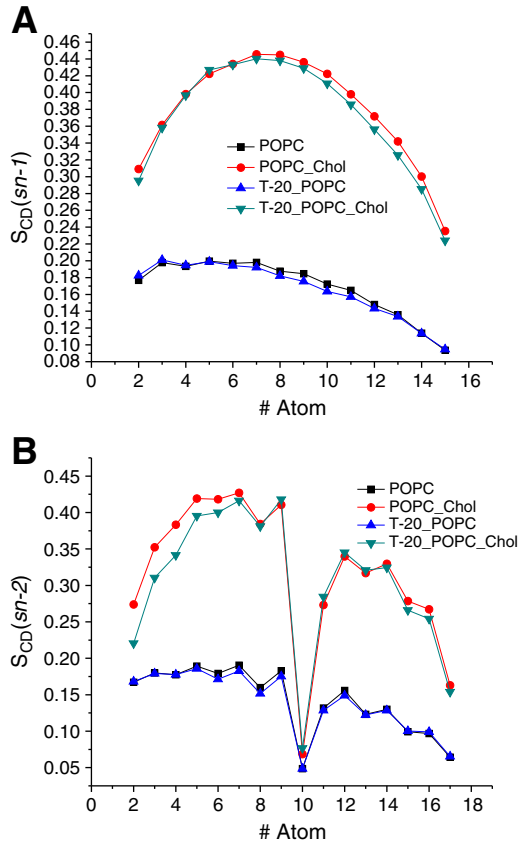 A
0.46
0.44
0.42
0.40
0.38
0.36
0.34
0.32
0.30
0.28
0.26
0.24
0.22
0.20
0.18
0.16
0.14
0.12
0.10
0.08
S_CD(sn-1)
POPC
POPC_Chol
T-20_POPC
T-20_POPC_Chol
0 2 4 6 8 10 12 14 16
# Atom
B
0.45
0.40
0.35
0.30
0.25
0.20
0.15
0.10
0.05
S_CD(sn-2)
POPC
POPC_Chol
T-20_POPC
T-20_POPC_Chol
0 2 4 6 8 10 12 14 16 18
# Atom